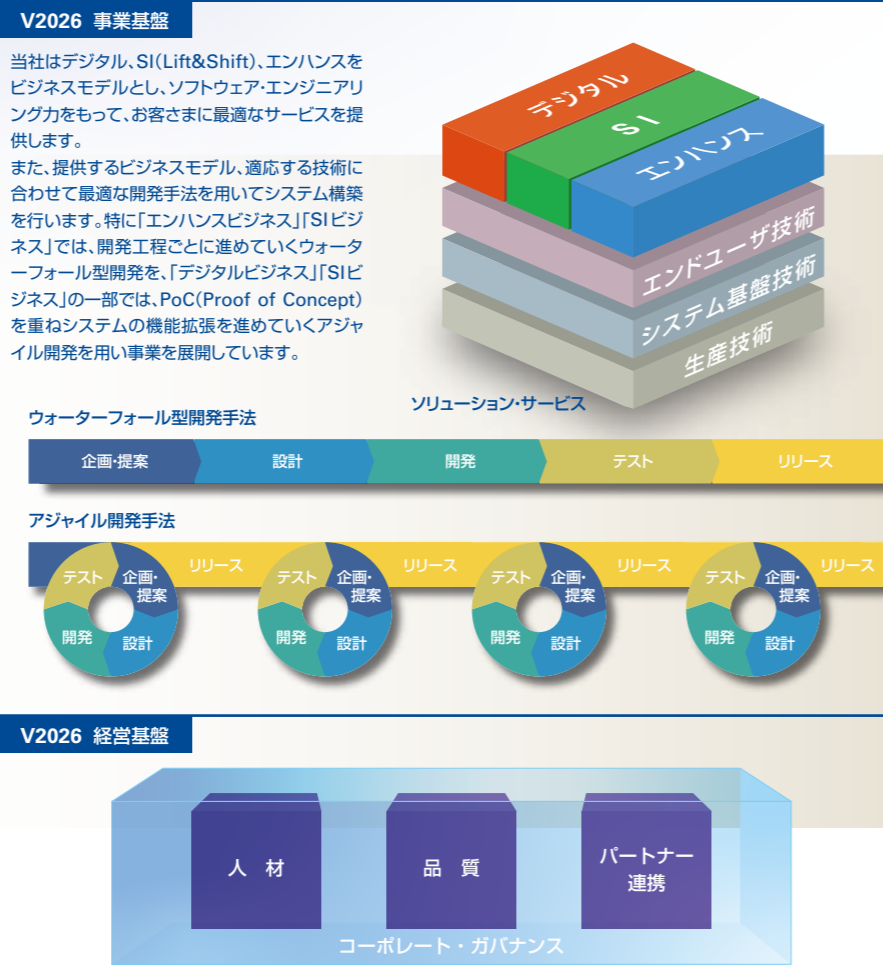 V2026 事業基盤
当社はデジタル、SI(Lift&Shift)、エンハンスを
ビジネスモデルとし、ソフトウェア・エンジニアリ
ング力をもって、お客さまに最適なサービスを提
供します。
また、提供するビジネスモデル、適応する技術に
合わせて最適な開発手法を用いてシステム構築
を行います。特に「エンハンスビジネス」「SIビジ
ネス」では、開発工程ごとに進めていくウォータ
ーフォール型開発を、「デジタルビジネス」「SIビ
ジネス」の一部では、PoC(Proof of Concept)
を重ねシステムの機能拡張を進めていくアジャ
イル開発を用い事業を展開しています。
デジタル
SI
エンハンス
エンドユーザ技術
システム基盤技術
生産技術
ソリューション・サービス
ウォーターフォール型開発手法
企画・提案 設計 開発 テスト リリース
アジャイル開発手法
テスト 企画・ リリース テスト 企画・ リリース テスト 企画・ リリース テスト 企画・ リリース
提案 提案 提案 提案
開発 設計 開発 設計 開発 設計 開発 設計
V2026 経営基盤
人 材 品 質 パートナー
連携
コーポレート・ガバナンス